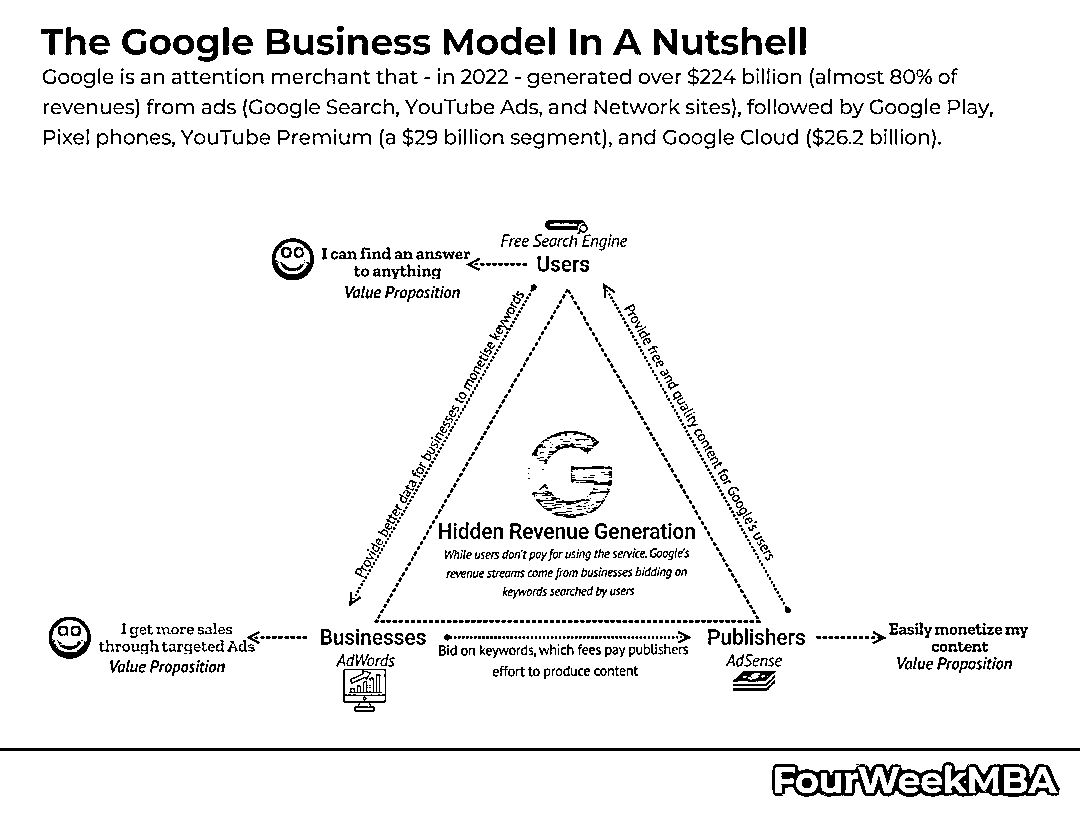 The Google Business Model In A Nutshell
Google is an attention merchant that - in 2022 - generated over $224 billion (almost 80% of
revenues) from ads (Google Search, YouTube Ads, and Network sites), followed by Google Play,
Pixel phones, YouTube Premium (a $29 billion segment), and Google Cloud ($26.2 billion).
Free Search Engine
Users
I can find an answer
to anything
Value Proposition
Provide better data for businesses to monetise keywords
Provide free and quality content for Google's users
G
Hidden Revenue Generation
While users don't pay for using the service. Google's
revenue streams come from businesses bidding on
keywords searched by users
I get more sales
through targeted Ads
Value Proposition
Businesses
AdWords
Bid on keywords, which fees pay publishers
effort to produce content
Publishers
AdSense
Easily monetize my
content
Value Proposition
FourWeekMBA